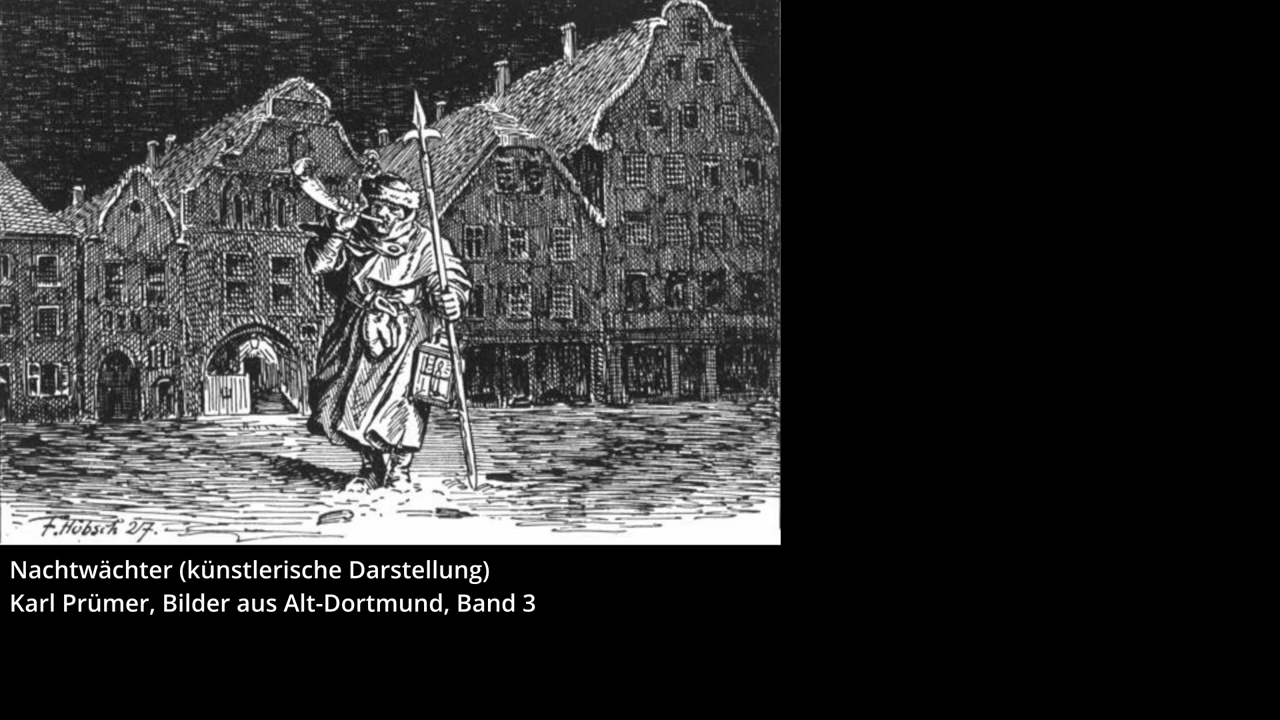 F. Hübsch 27.
Nachtwächter (künstlerische Darstellung)
Karl Prümer, Bilder aus Alt-Dortmund, Band 3